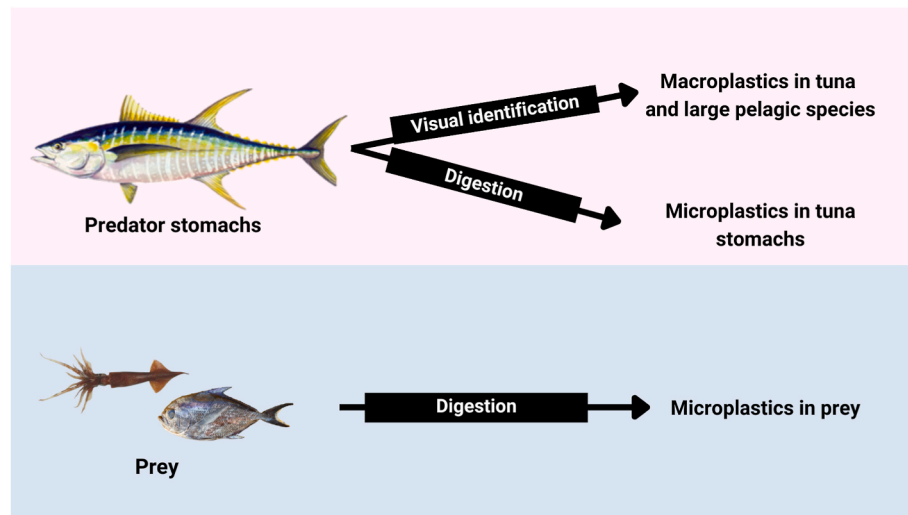 Predator stomachs
Visual identification
Digestion
Macroplastics in tuna
and large pelagic species
Microplastics in tuna
stomachs
Prey
Digestion
Microplastics in prey